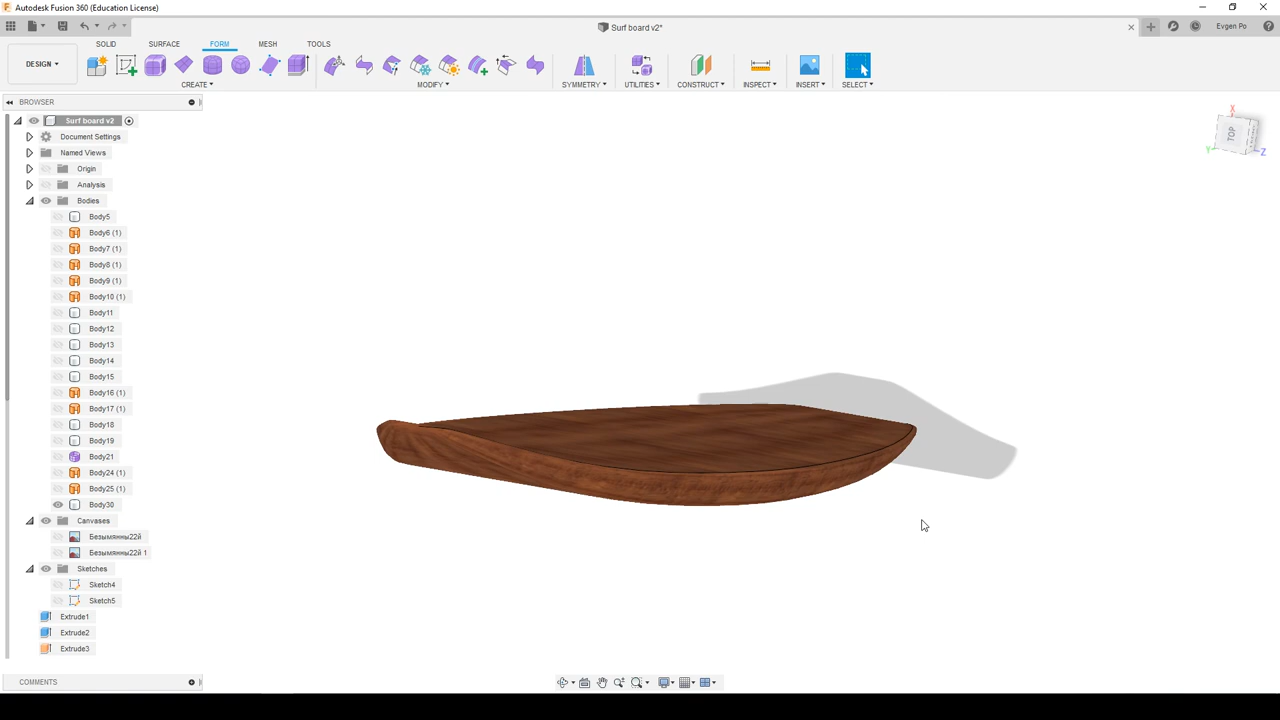 Autodesk Fusion 360 (Education License)
Surf board v2*
Evgen Po
DESIGN
SOLID
SURFACE
FORM
MESH
TOOLS
CREATE
MODIFY
SYMMETRY
UTILITIES
CONSTRUCT
INSPECT
INSERT
SELECT
BROWSER
Surf board v2
Document Settings
Named Views
Origin
Analysis
Bodies
Body5
Body6 (1)
Body7 (1)
Body8 (1)
Body9 (1)
Body10 (1)
Body11
Body12
Body13
Body14
Body15
Body16 (1)
Body17 (1)
Body18
Body19
Body21
Body24 (1)
Body25 (1)
Body30
Canvases
Безымянны22й
Безымянны22й 1
Sketches
Sketch4
Sketch5
Extrude1
Extrude2
Extrude3
COMMENTS
X
TOP
Y
Z